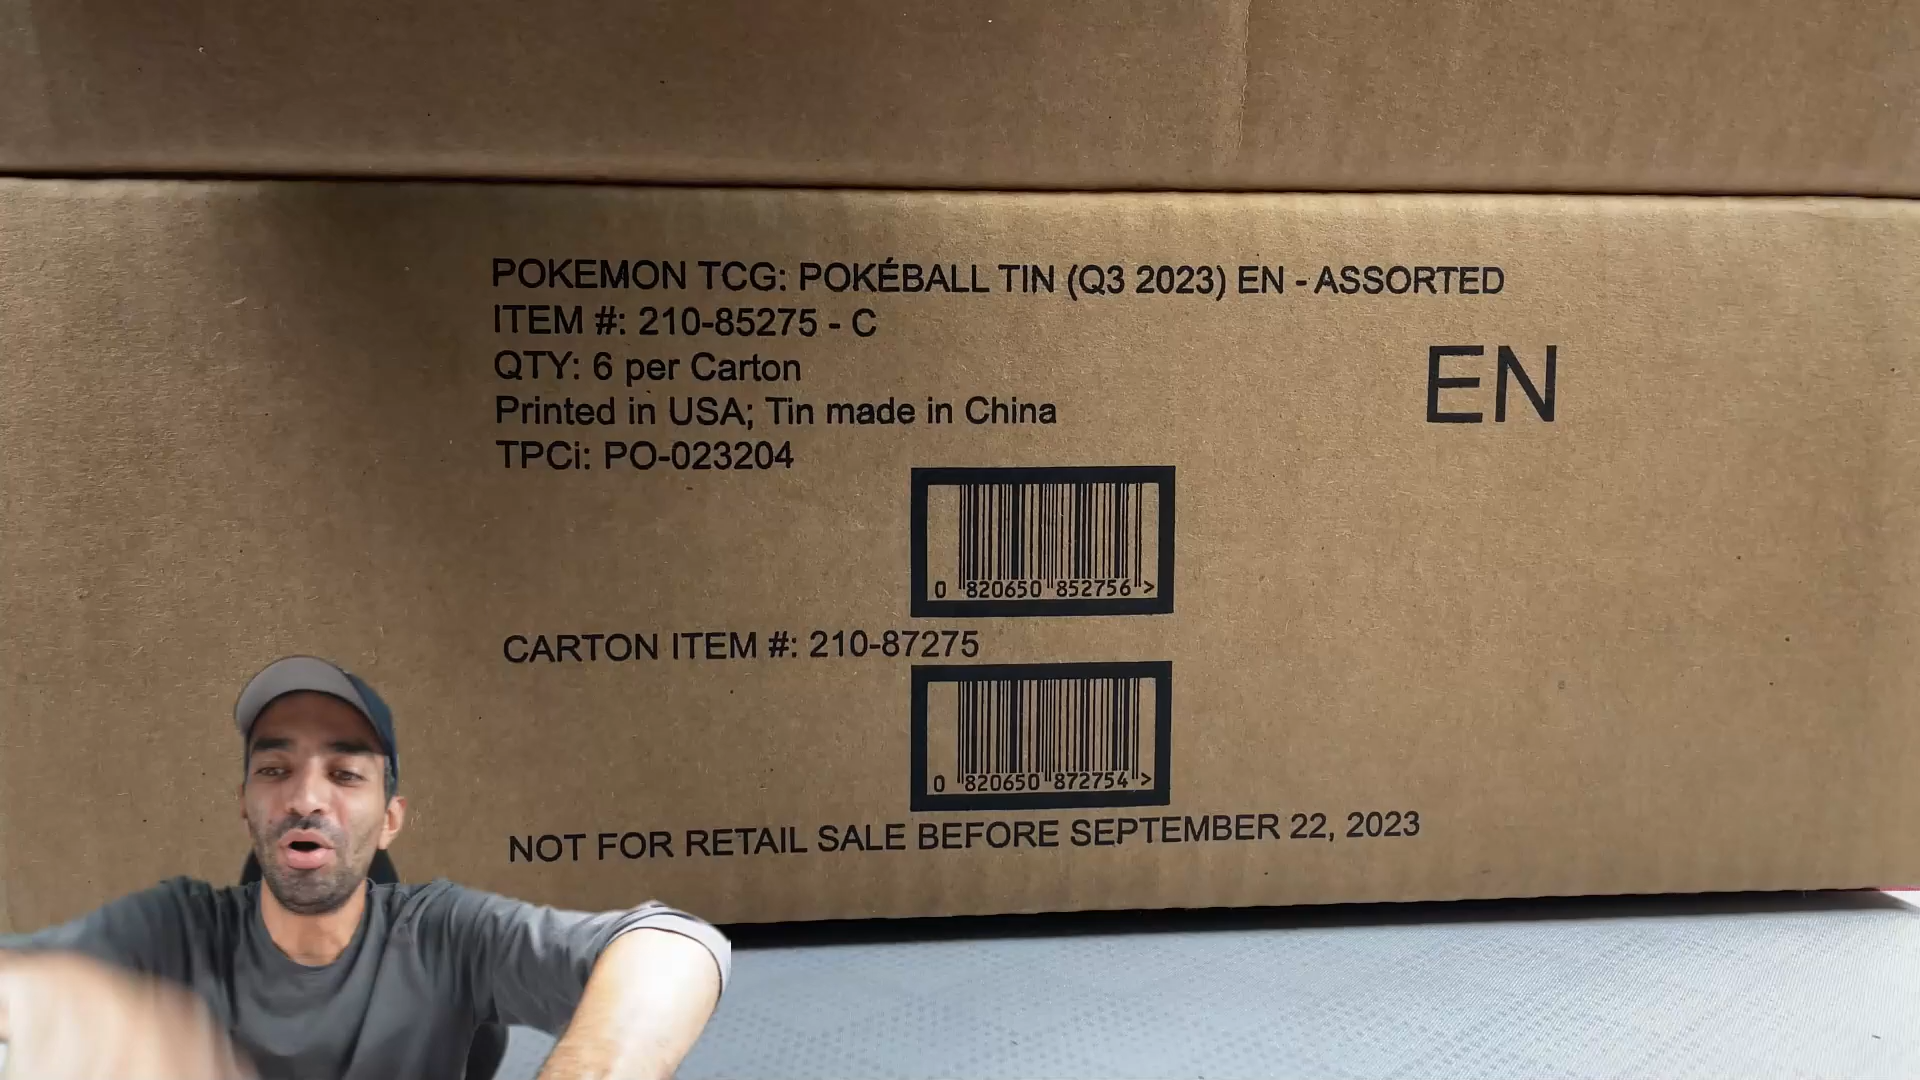 POKEMON TCG: POKÉBALL TIN (Q3 2023) EN - ASSORTED
ITEM #: 210-85275 - C
QTY: 6 per Carton
Printed in USA; Tin made in China
TPCi: PO-023204
EN
0 820650 852756 >
CARTON ITEM #: 210-87275
0 820650 872754 >
NOT FOR RETAIL SALE BEFORE SEPTEMBER 22, 2023